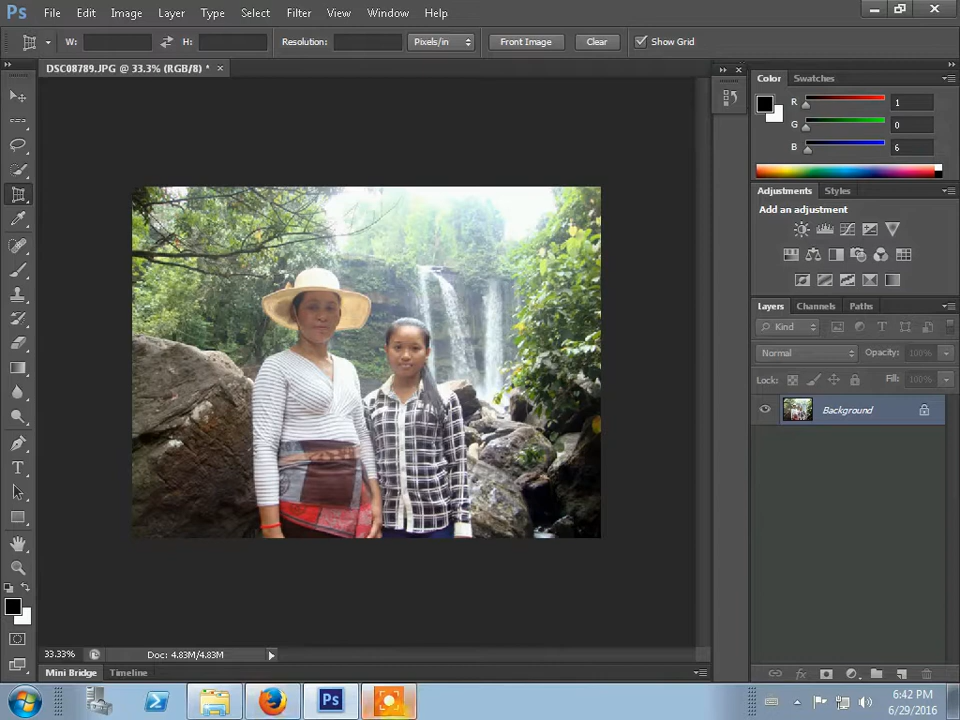 Ps File Edit Image Layer Type Select Filter View Window Help
W: H: Resolution: Pixels/in Front Image Clear Show Grid
DSC08789.JPG @ 33.3% (RGB/8) * ×
Color Swatches
R 1
G 0
B 6
Adjustments Styles
Add an adjustment
Layers Channels Paths
Kind
Normal Opacity: 100%
Lock: Fill: 100%
Background
33.33% Doc: 4.83M/4.83M
Mini Bridge Timeline
Ps
6:42 PM
6/29/2016